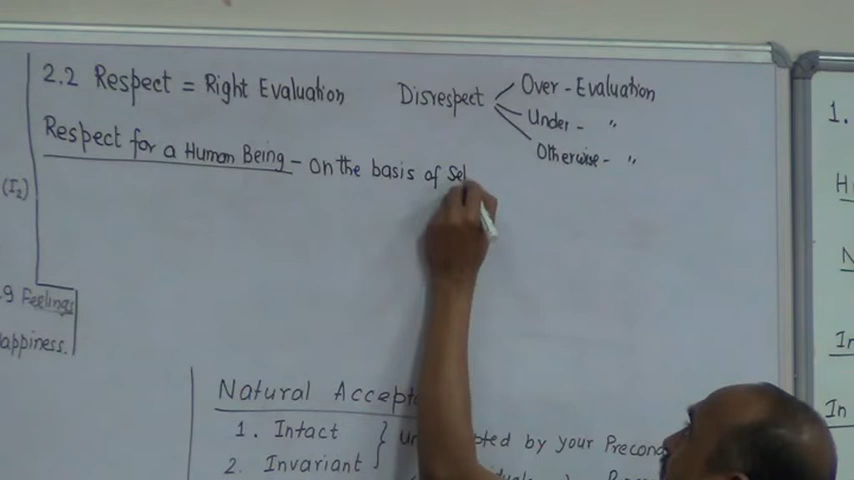 2.2 Respect = Right Evaluation
Disrespect
Over - Evaluation
Under - "
Otherwise - "
Respect for a Human Being - on the basis of Sel
(I2)
9 Feelings
appiness.
Natural Accept
1. Intact
2. Invariant
pted by your Precond
1.
H
N
In
In